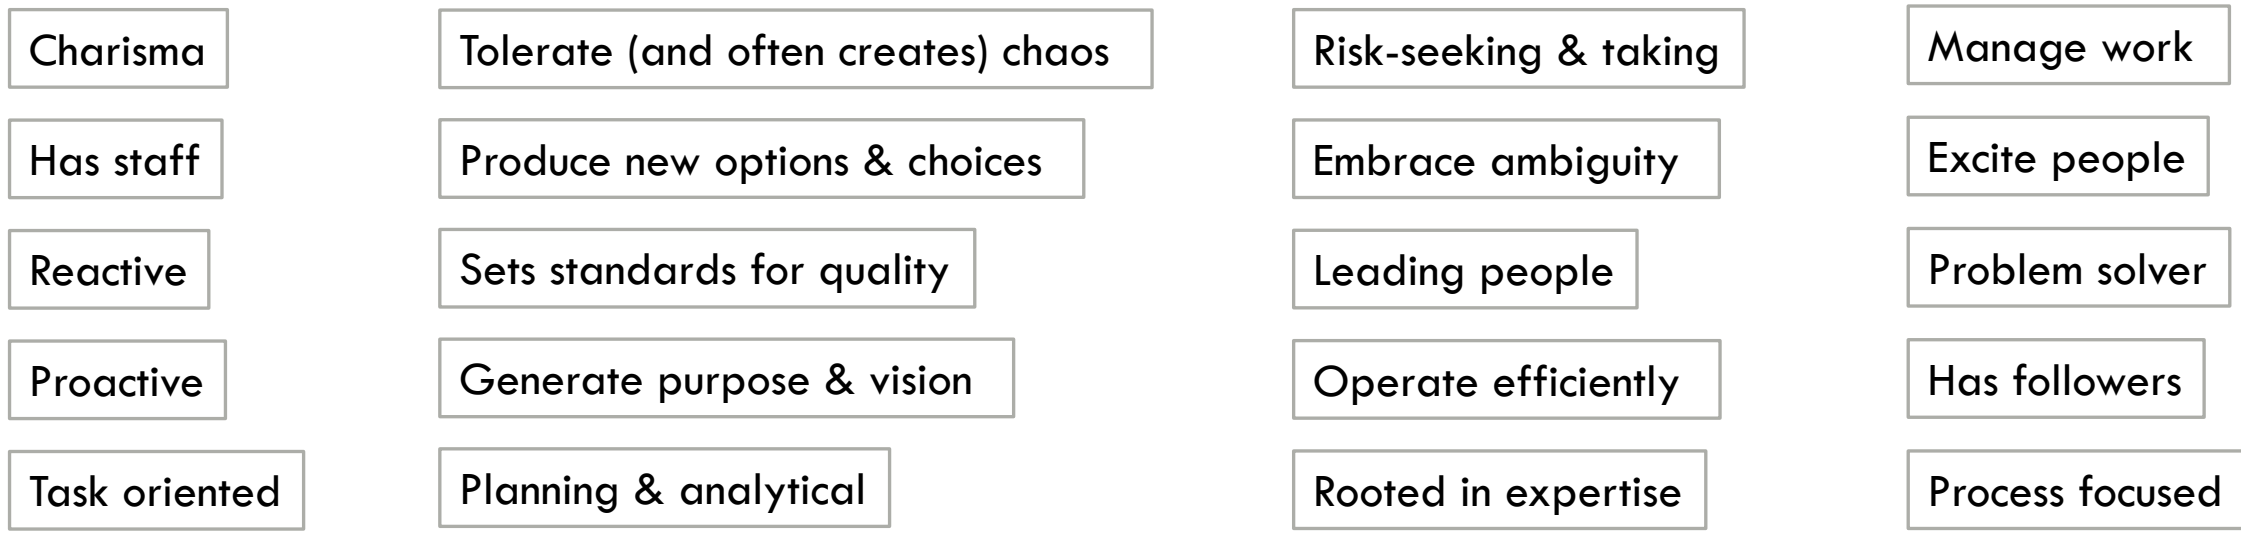 Charisma
Has staff
Reactive
Proactive
Task oriented
Tolerate (and often creates) chaos
Produce new options & choices
Sets standards for quality
Generate purpose & vision
Planning & analytical
Risk-seeking & taking
Embrace ambiguity
Leading people
Operate efficiently
Rooted in expertise
Manage work
Excite people
Problem solver
Has followers
Process focused